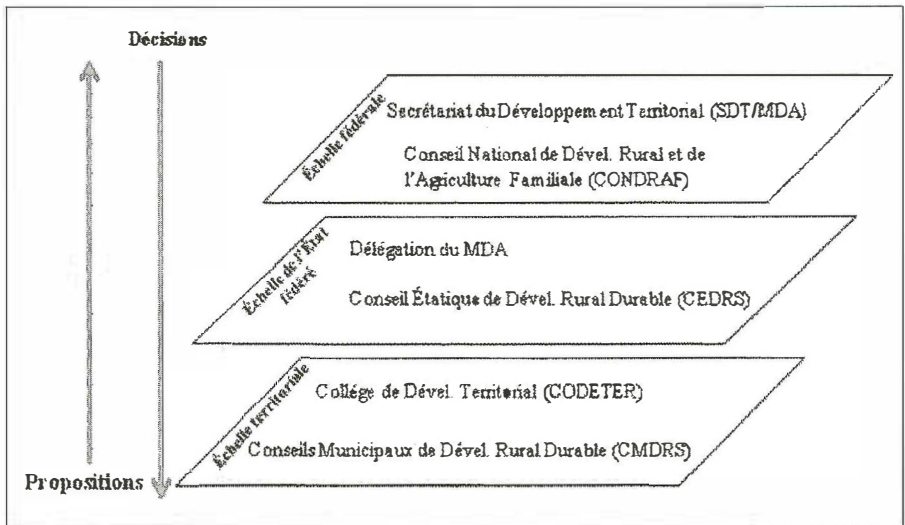 Décisions
Échelle fédérale
Secrétariat du Développement Territorial (SDT/MDA)
Conseil National de Dével. Rural et de
l'Agriculture Familiale (CONDRAF)
Échelle de l'État
fédéré
Délégation du MDA
Conseil Étatique de Dével. Rural Durable (CEDRS)
Échelle territoriale
Collége de Dével. Territorial (CODETER)
Conseils Municipaux de Dével. Rural Durable (CMDRS)
Propositions